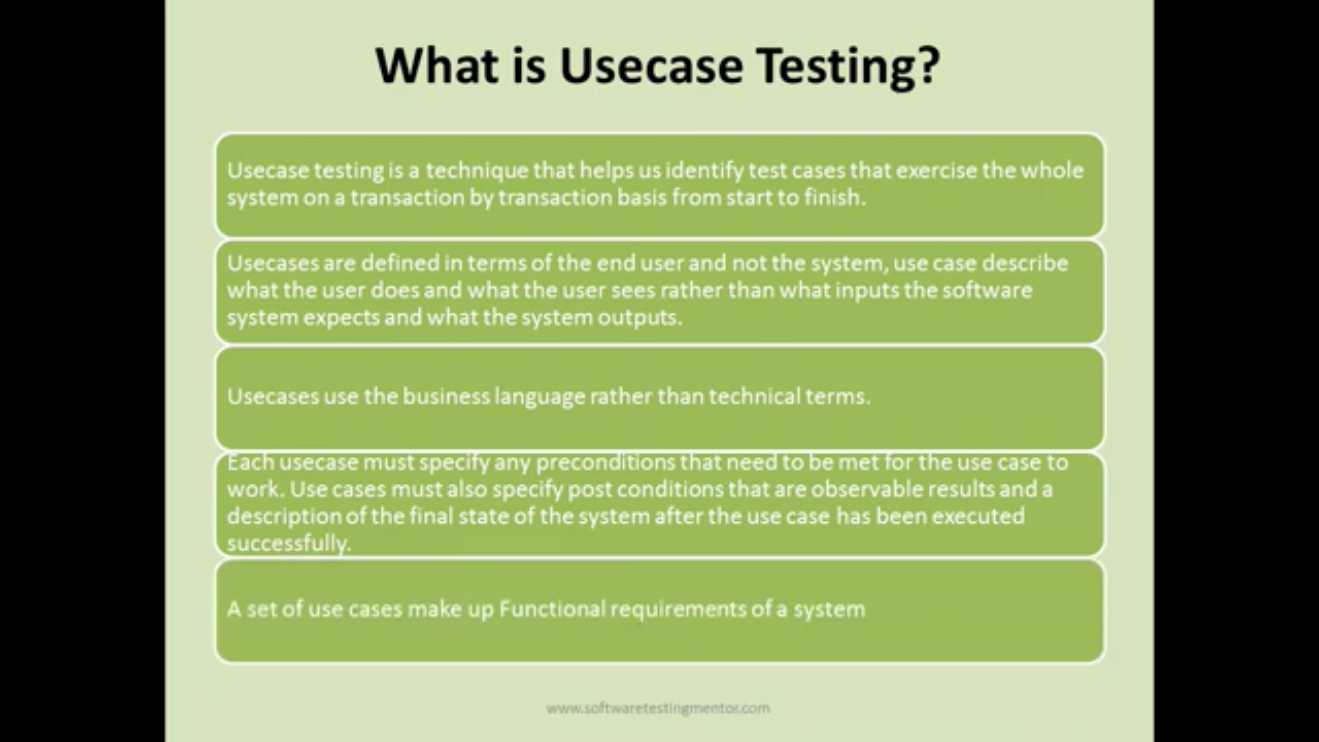 What is Usecase Testing?
Usecase testing is a technique that helps us identify test cases that exercise the whole
system on a transaction by transaction basis from start to finish.
Usecases are defined in terms of the end user and not the system, use case describe
what the user does and what the user sees rather than what inputs the software
system expects and what the system outputs.
Usecases use the business language rather than technical terms.
Each usecase must specify any preconditions that need to be met for the use case to
work. Use cases must also specify post conditions that are observable results and a
description of the final state of the system after the use case has been executed
successfully.
A set of use cases make up Functional requirements of a system
www.softwaretestingmentor.com